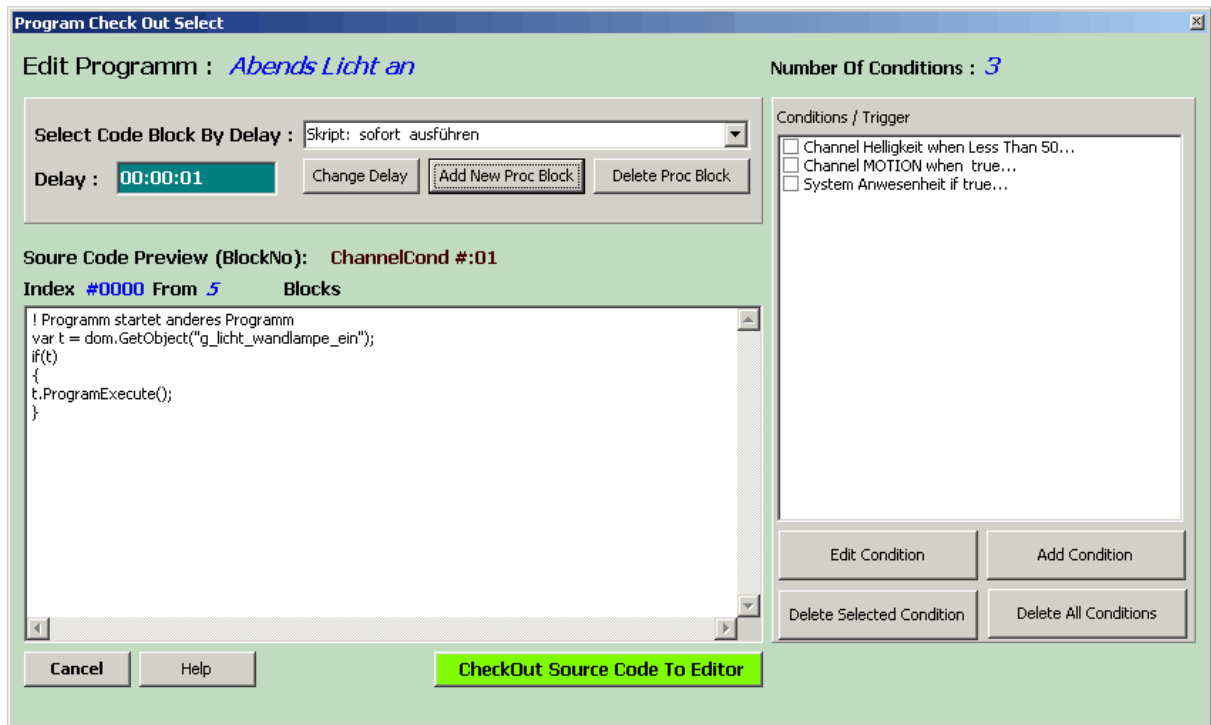 Program Check Out Select
Edit Programm : Abends Licht an
Number Of Conditions : 3
Select Code Block By Delay : Skript: sofort ausführen
Delay : 00:00:01
Change Delay
Add New Proc Block
Delete Proc Block
Conditions / Trigger
Channel Helligkeit when Less Than 50...
Channel MOTION when true...
System Anwesenheit if true...
Soure Code Preview (BlockNo): ChannelCond #:01
Index #0000 From 5 Blocks
! Programm startet anderes Programm
var t = dom.GetObject("g_licht_wandlampe_ein");
if(t)
{
t.ProgramExecute();
}
Edit Condition
Add Condition
Delete Selected Condition
Delete All Conditions
Cancel
Help
CheckOut Source Code To Editor